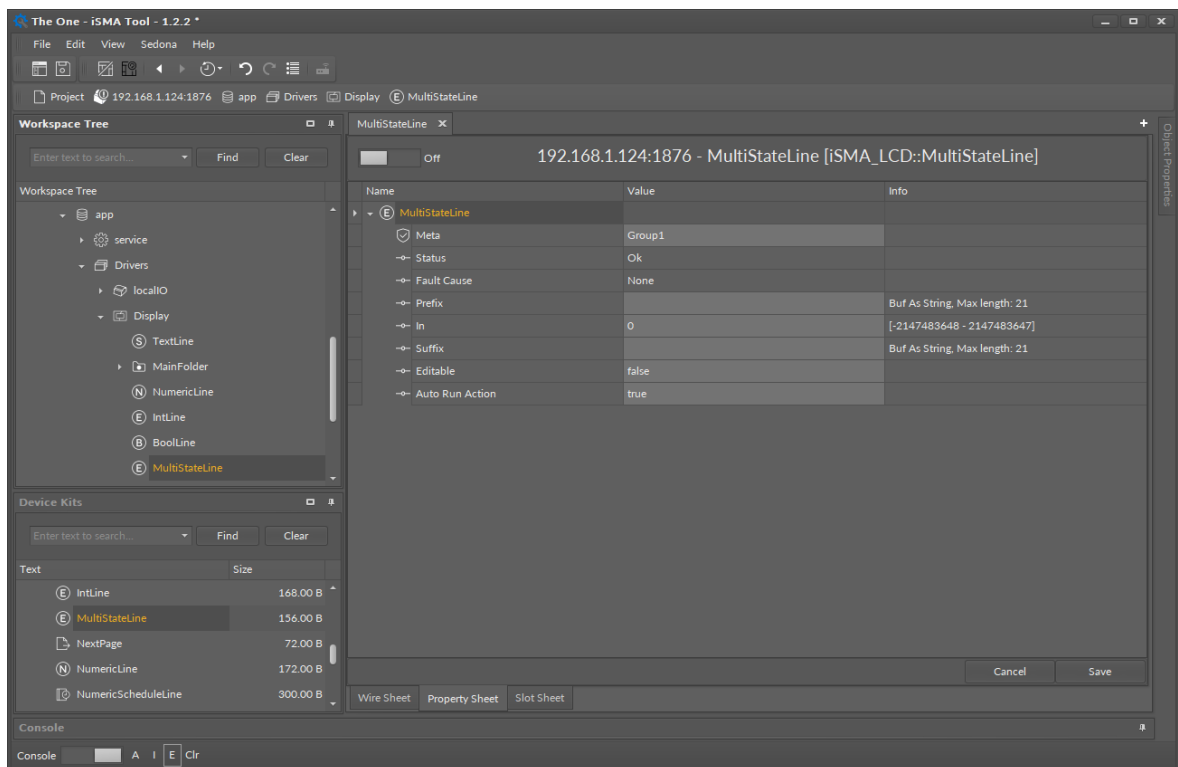 The One - iSMA Tool - 1.2.2 *
File Edit View Sedona Help
Project 192.168.1.124:1876 app Drivers Display E MultiStateLine
Workspace Tree
Enter text to search... Find Clear
Workspace Tree
app
service
Drivers
localIO
Display
S TextLine
MainFolder
N NumericLine
E IntLine
B BoolLine
E MultiStateLine
Device Kits
Enter text to search... Find Clear
Text Size
E IntLine 168.00 B
E MultiStateLine 156.00 B
NextPage 72.00 B
N NumericLine 172.00 B
NumericScheduleLine 300.00 B
MultiStateLine X
Off 192.168.1.124:1876 - MultiStateLine [iSMA_LCD::MultiStateLine]
Name Value Info
E MultiStateLine
Meta Group1
Status Ok
Fault Cause None
Prefix Buf As String, Max length: 21
In 0 [-2147483648 - 2147483647]
Suffix Buf As String, Max length: 21
Editable false
Auto Run Action true
Cancel Save
Wire Sheet Property Sheet Slot Sheet
Object Properties
Console
Console A I E Clr